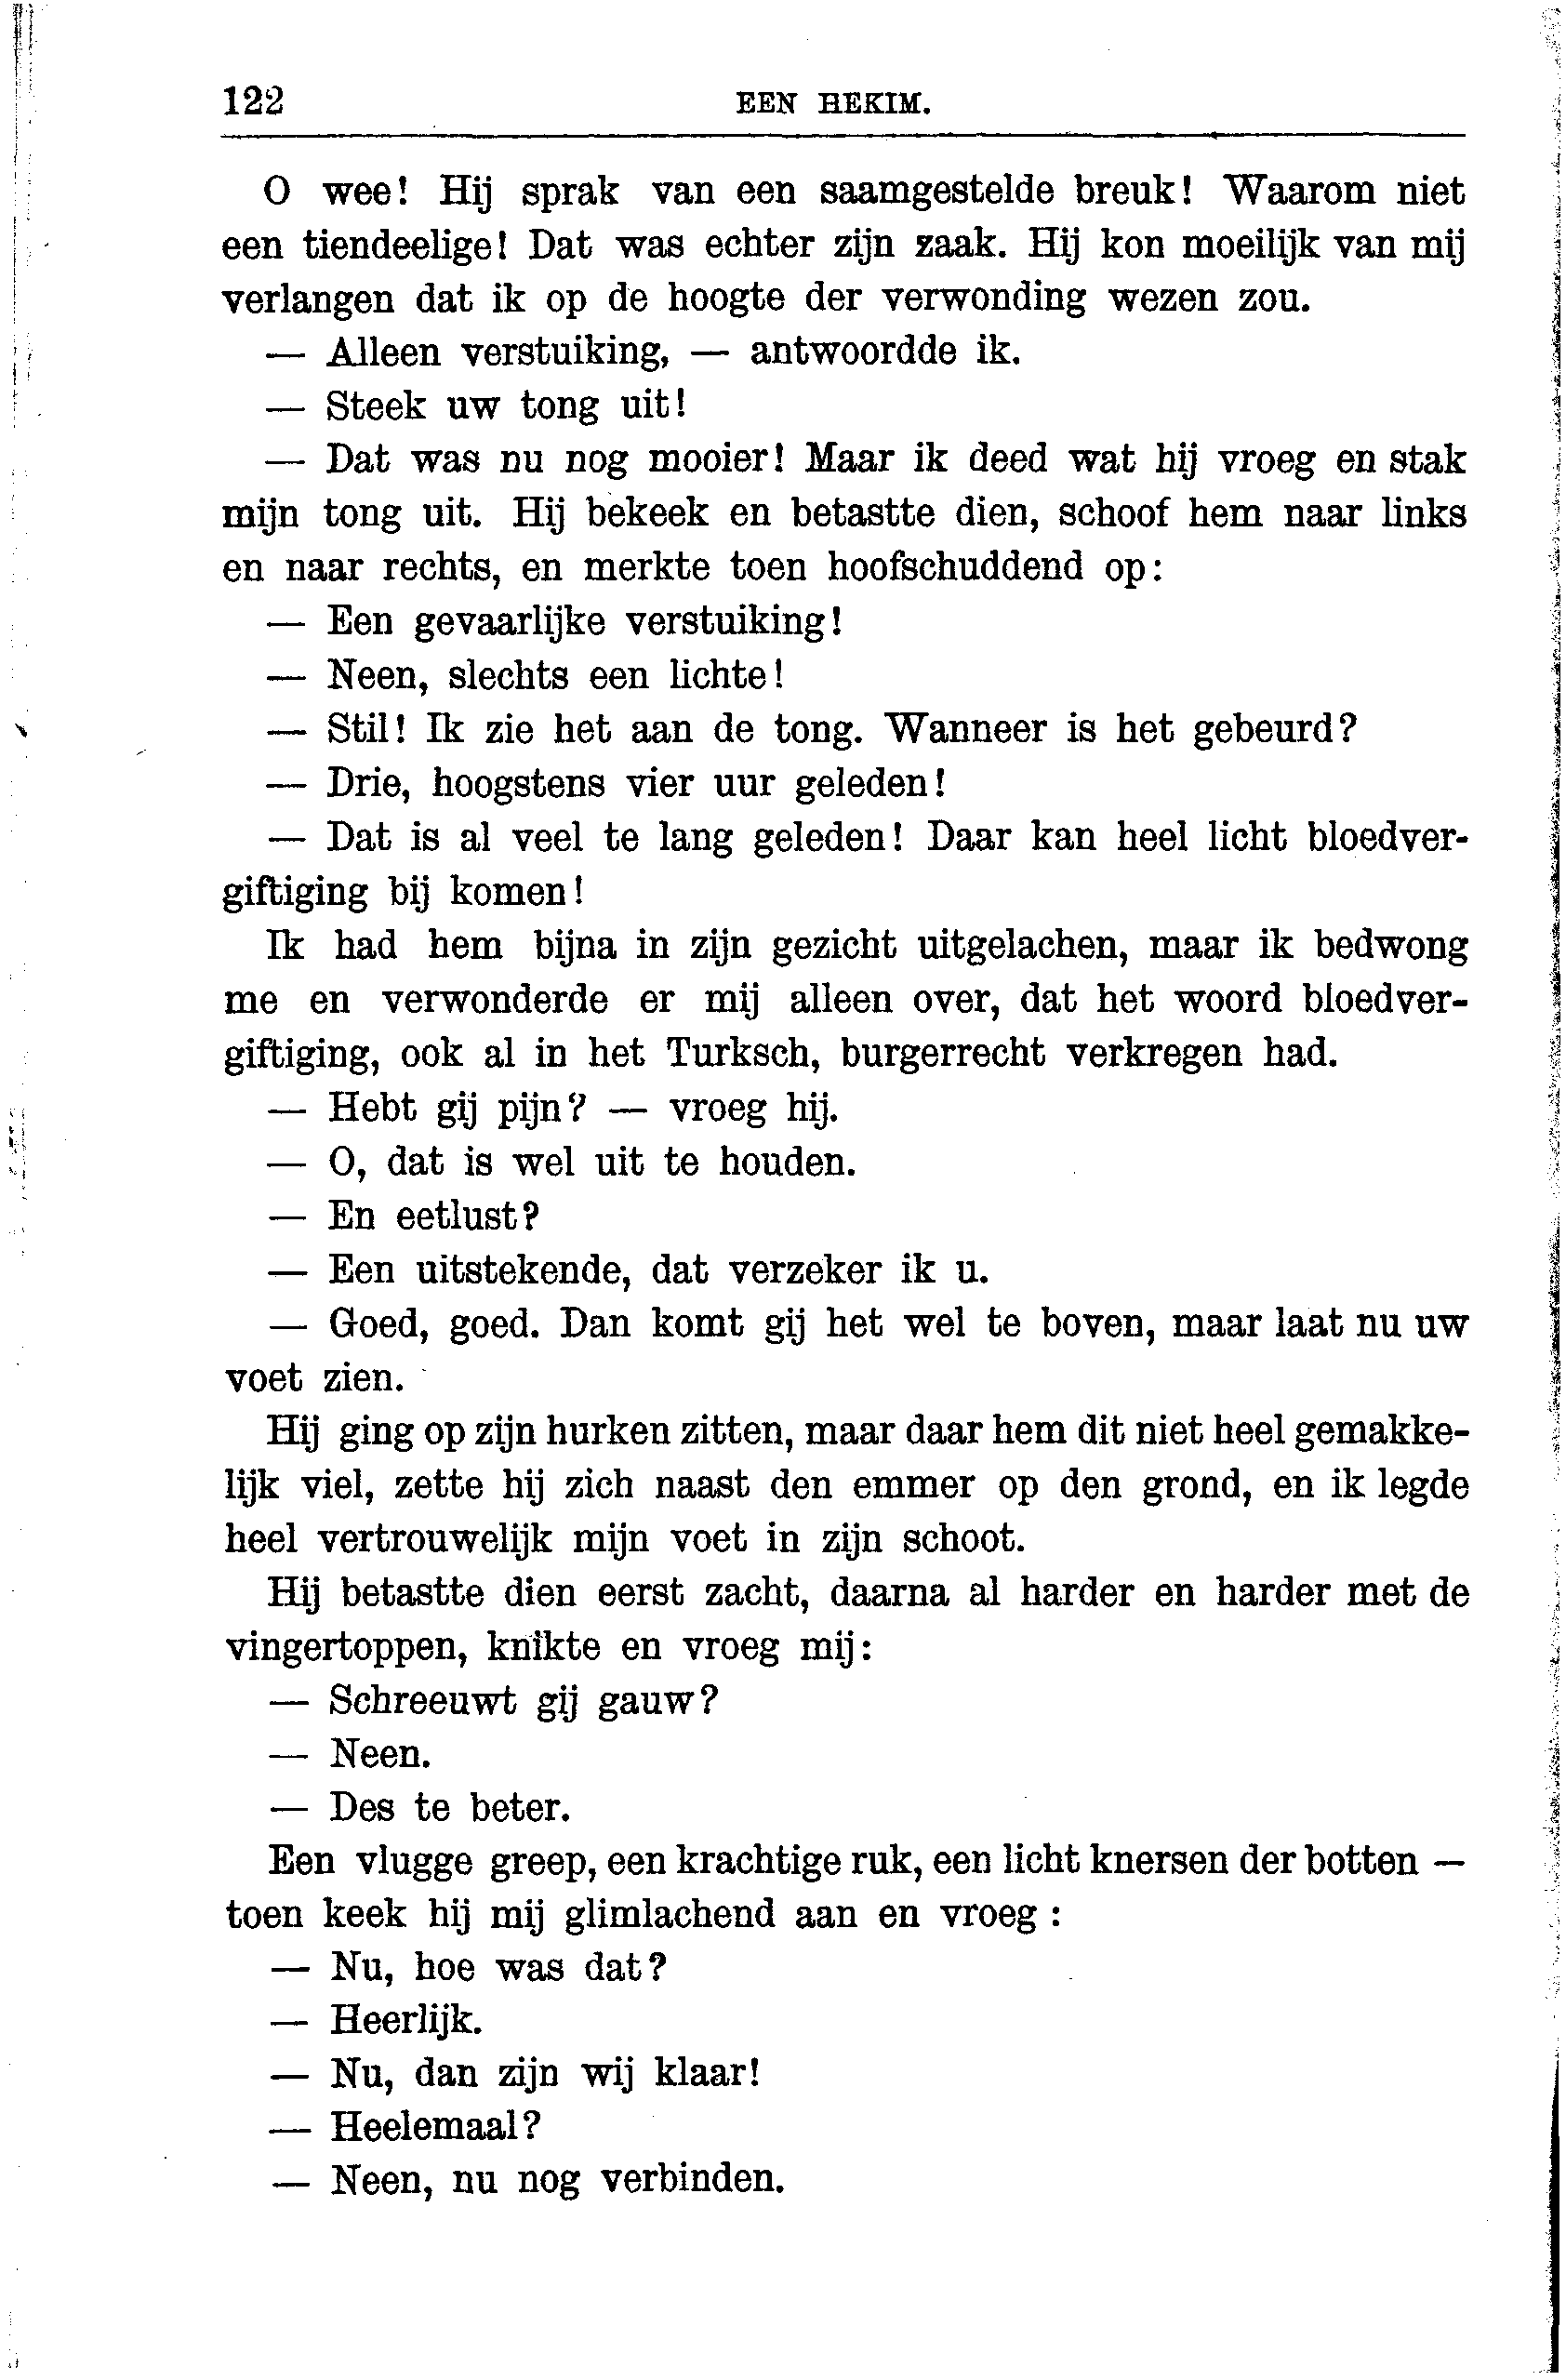 122 EEN HEKIM.
O wee! Hij sprak van een saamgestelde breuk! Waarom niet
een tiendeelige! Dat was echter zijn zaak. Hij kon moeilijk van mij
verlangen dat ik op de hoogte der verwonding wezen zou.
— Alleen verstuiking, — antwoordde ik.
— Steek uw tong uit!
— Dat was nu nog mooier! Maar ik deed wat hij vroeg en stak
mijn tong uit. Hij bekeek en betastte dien, schoof hem naar links
en naar rechts, en merkte toen hoofschuddend op:
— Een gevaarlijke verstuiking!
— Neen, slechts een lichte!
— Stil! Ik zie het aan de tong. Wanneer is het gebeurd?
— Drie, hoogstens vier uur geleden!
— Dat is al veel te lang geleden! Daar kan heel licht bloedver-
giftiging bij komen!
Ik had hem bijna in zijn gezicht uitgelachen, maar ik bedwong
me en verwonderde er mij alleen over, dat het woord bloedver-
giftiging, ook al in het Turksch, burgerrecht verkregen had.
— Hebt gij pijn? — vroeg hij.
— O, dat is wel uit te houden.
— En eetlust?
— Een uitstekende, dat verzeker ik u.
— Goed, goed. Dan komt gij het wel te boven, maar laat nu uw
voet zien.
Hij ging op zijn hurken zitten, maar daar hem dit niet heel gemakke-
lijk viel, zette hij zich naast den emmer op den grond, en ik legde
heel vertrouwelijk mijn voet in zijn schoot.
Hij betastte dien eerst zacht, daarna al harder en harder met de
vingertoppen, knikte en vroeg mij:
— Schreeuwt gij gauw?
— Neen.
— Des te beter.
Een vlugge greep, een krachtige ruk, een licht knersen der botten —
toen keek hij mij glimlachend aan en vroeg :
— Nu, hoe was dat?
— Heerlijk.
— Nu, dan zijn wij klaar!
— Heelemaal?
— Neen, nu nog verbinden.